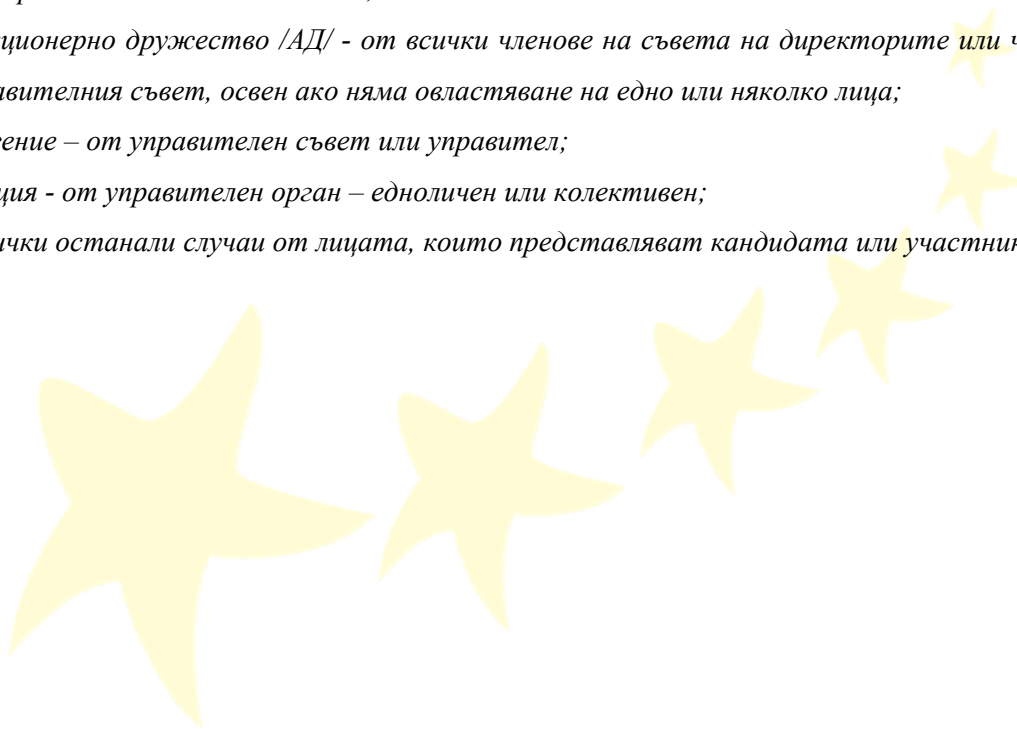 ционерно дружество /АД/ - от всички членове на съвета на директорите или ч
авителния съвет, освен ако няма овластяване на едно или няколко лица;
ение – от управителен съвет или управител;
ция - от управителен орган – едноличен или колективен;
ички останали случаи от лицата, които представляват кандидата или участник